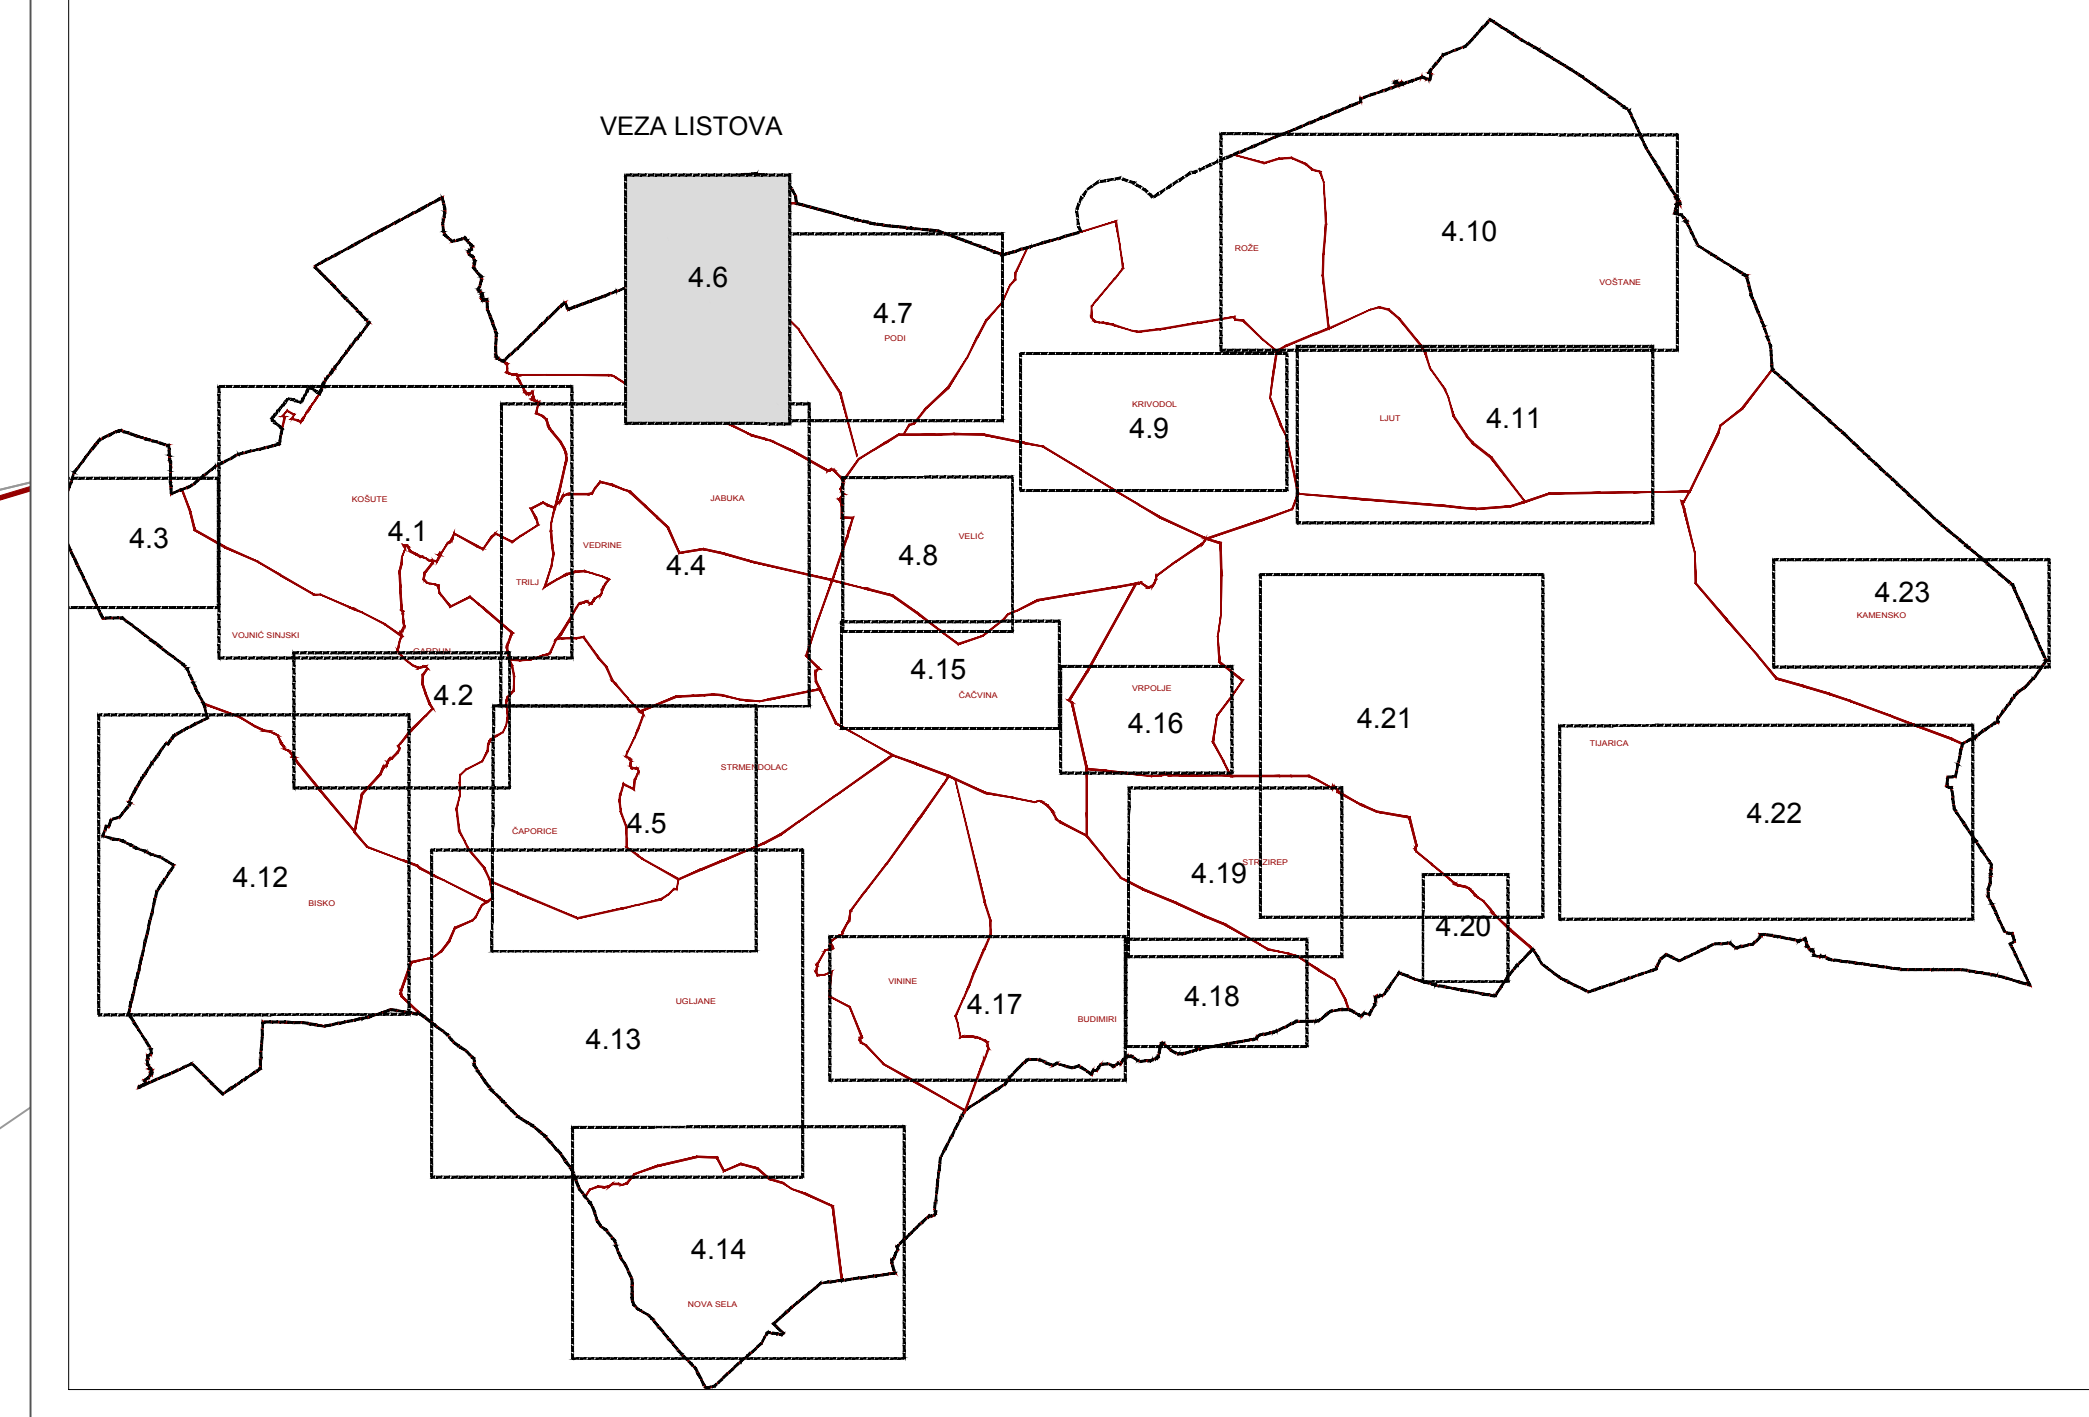 VEZA LISTOVA
4.10
ROŽE
4.6
VOŠTANE
4.7
PODI
KRIVODOL
4.9
LJUT
4.11
KOŠUTE
JABUKA
4.1
4.3
VELIĆ
VEDRINE
4.8
4.4
TRILJ
4.23
KAMENSKO
VOJNIĆ SINJSKI
GARDUN
4.15
4.2
ČAČVINA
VRPOLJE
4.16
4.21
TIJARICA
STRMENDOLAC
4.22
4.5
ČAPORICE
STRIZIREP
4.19
4.12
BISKO
4.20
VININE
4.18
UGLJANE
4.17
BUDIMIRI
4.13
4.14
NOVA SELA